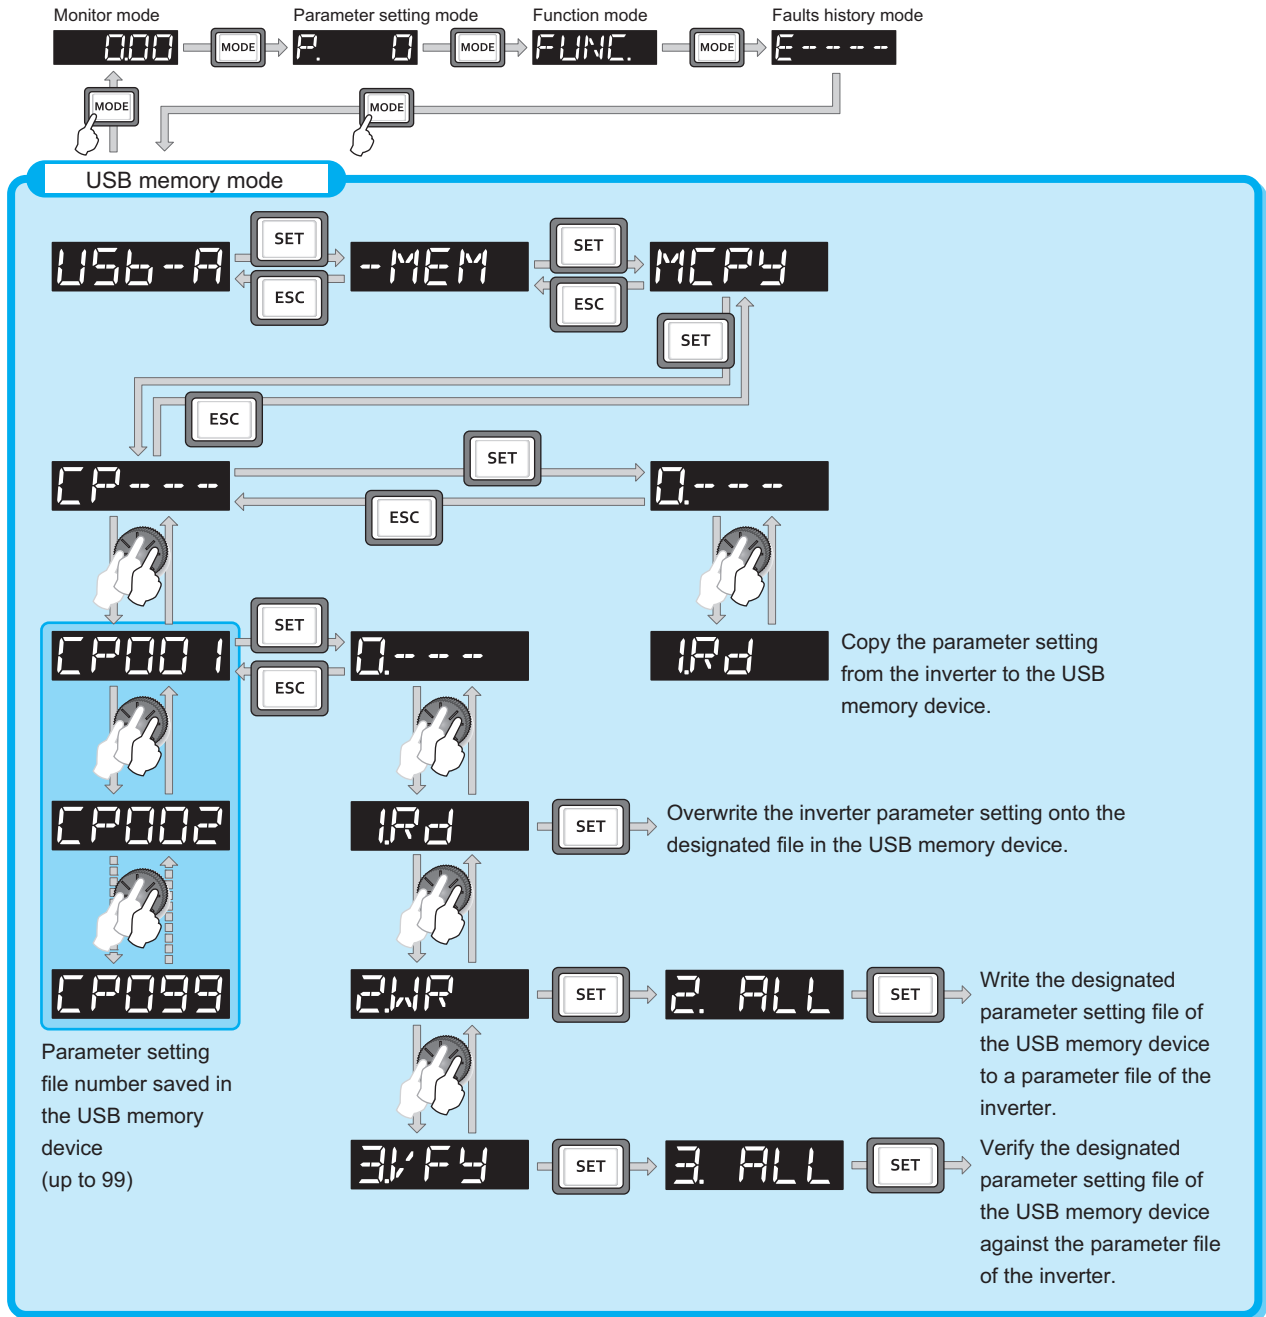 Monitor mode
Parameter setting mode
Function mode
Faults history mode
0.00
MODE
P. 0
MODE
FUNC.
MODE
E----
MODE
MODE
USB memory mode
USb-A
SET
ESC
-MEM
SET
ESC
MCPY
SET
ESC
CP---
SET
ESC
0.---
CP001
SET
ESC
0.---
1.Rd
Copy the parameter setting
from the inverter to the USB
memory device.
CP002
1.Rd
SET
Overwrite the inverter parameter setting onto the
designated file in the USB memory device.
CP099
2.WR
SET
2. ALL
SET
Write the designated
parameter setting file of
the USB memory device
to a parameter file of the
inverter.
Parameter setting
file number saved in
the USB memory
device
(up to 99)
3.VFY
SET
3. ALL
SET
Verify the designated
parameter setting file of
the USB memory device
against the parameter file
of the inverter.